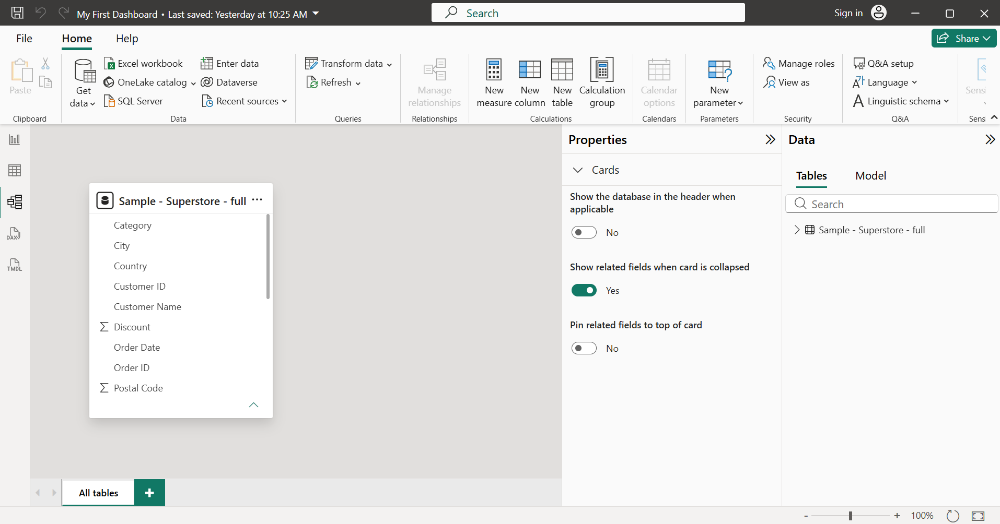 My First Dashboard • Last saved: Yesterday at 10:25 AM
Search
Sign in
File
Home
Help
Share
Paste
Clipboard
Get
data
Excel workbook
OneLake catalog
SQL Server
Enter data
Dataverse
Recent sources
Data
Transform data
Refresh
Queries
Manage
relationships
Relationships
New
measure
New
column
New
table
Calculation
group
Calculations
Calendar
options
Calendars
New
parameter
Parameters
Manage roles
View as
Security
Q&A setup
Language
Linguistic schema
Q&A
Sensi
Sensi
DAX
TMDL
Sample - Superstore - full
Category
City
Country
Customer ID
Customer Name
Discount
Order Date
Order ID
Postal Code
Properties
Cards
Show the database in the header when
applicable
No
Show related fields when card is collapsed
Yes
Pin related fields to top of card
No
Data
Tables
Model
Search
Sample - Superstore - full
All tables
- + 100%